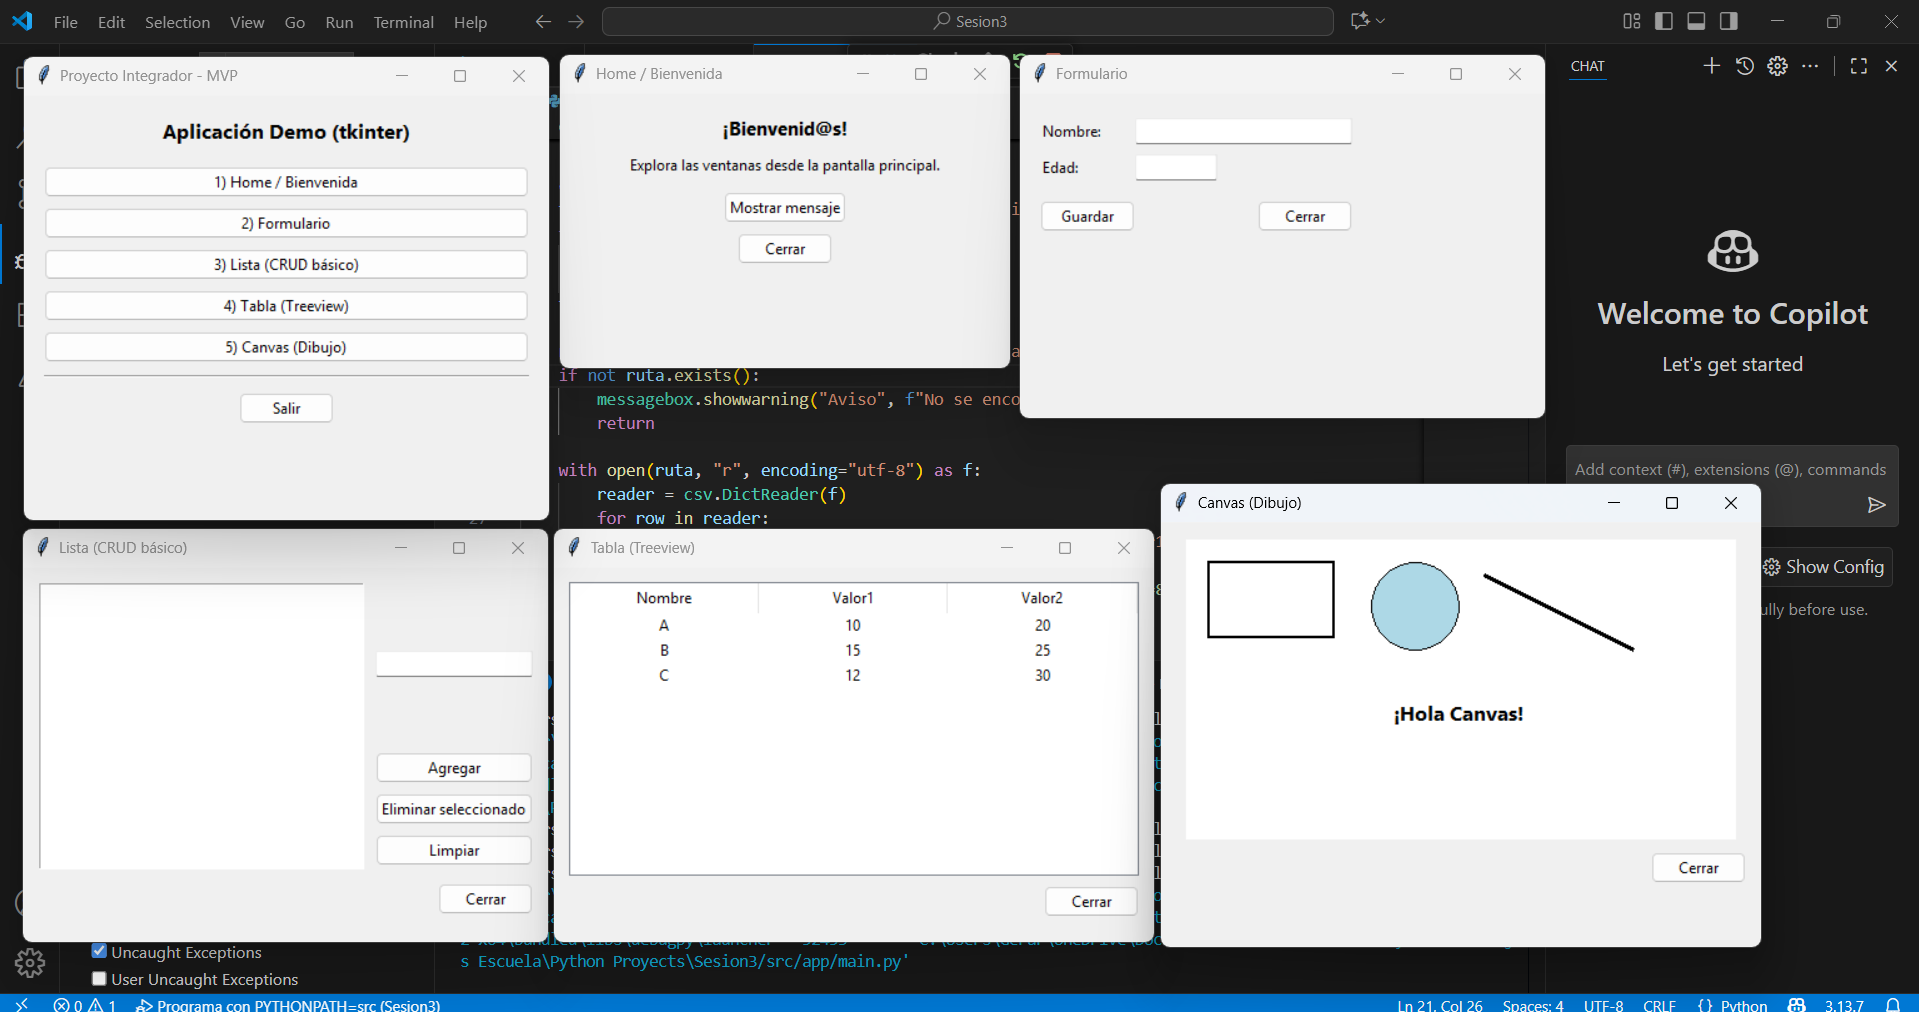 File Edit Selection View Go Run Terminal Help
Sesion3
Proyecto Integrador - MVP
Aplicación Demo (tkinter)
1) Home / Bienvenida
2) Formulario
3) Lista (CRUD básico)
4) Tabla (Treeview)
5) Canvas (Dibujo)
Salir
Home / Bienvenida
¡Bienvenid@s!
Explora las ventanas desde la pantalla principal.
Mostrar mensaje
Cerrar
Formulario
Nombre:
Edad:
Guardar Cerrar
CHAT
Welcome to Copilot
Let's get started
Add context (#), extensions (@), commands
Show Config
before use.
if not ruta.exists():
messagebox.showwarning("Aviso", f"No se enco
return
with open(ruta, "r", encoding="utf-8") as f:
reader = csv.DictReader(f)
27
for row in reader:
Lista (CRUD básico)
Agregar
Eliminar seleccionado
Limpiar
Cerrar
Tabla (Treeview)
Nombre Valor1 Valor2
A 10 20
B 15 25
C 12 30
Cerrar
Canvas (Dibujo)
¡Hola Canvas!
Cerrar
Uncaught Exceptions
User Uncaught Exceptions
s Escuela\Python Proyects\Sesion3/src/app/main.py'
0 1 Programa con PYTHONPATH=src (Sesion3)
Ln 21, Col 26 Spaces: 4 UTF-8 CRLF {} Python 3.13.7